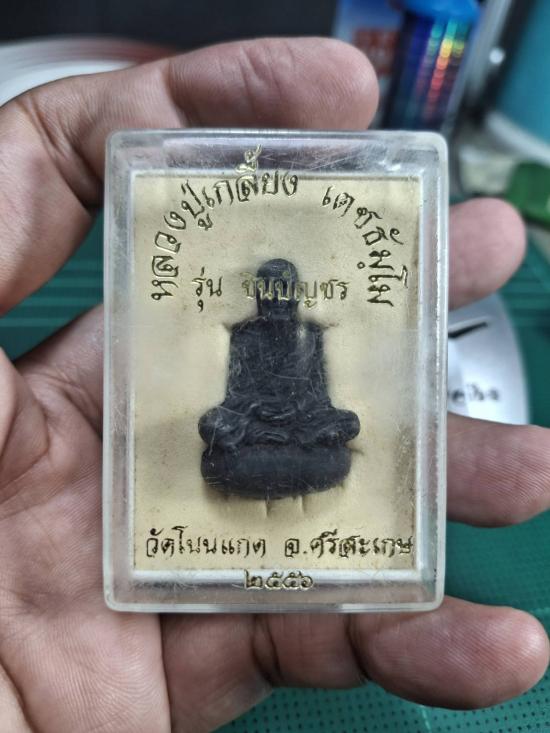 หลวงปู่เกลี้ยง เตชธมฺโม
รุ่น ชินบัญชร
วัดโนนแกด จ.ศรีสะเกษ
๒๕๕๖